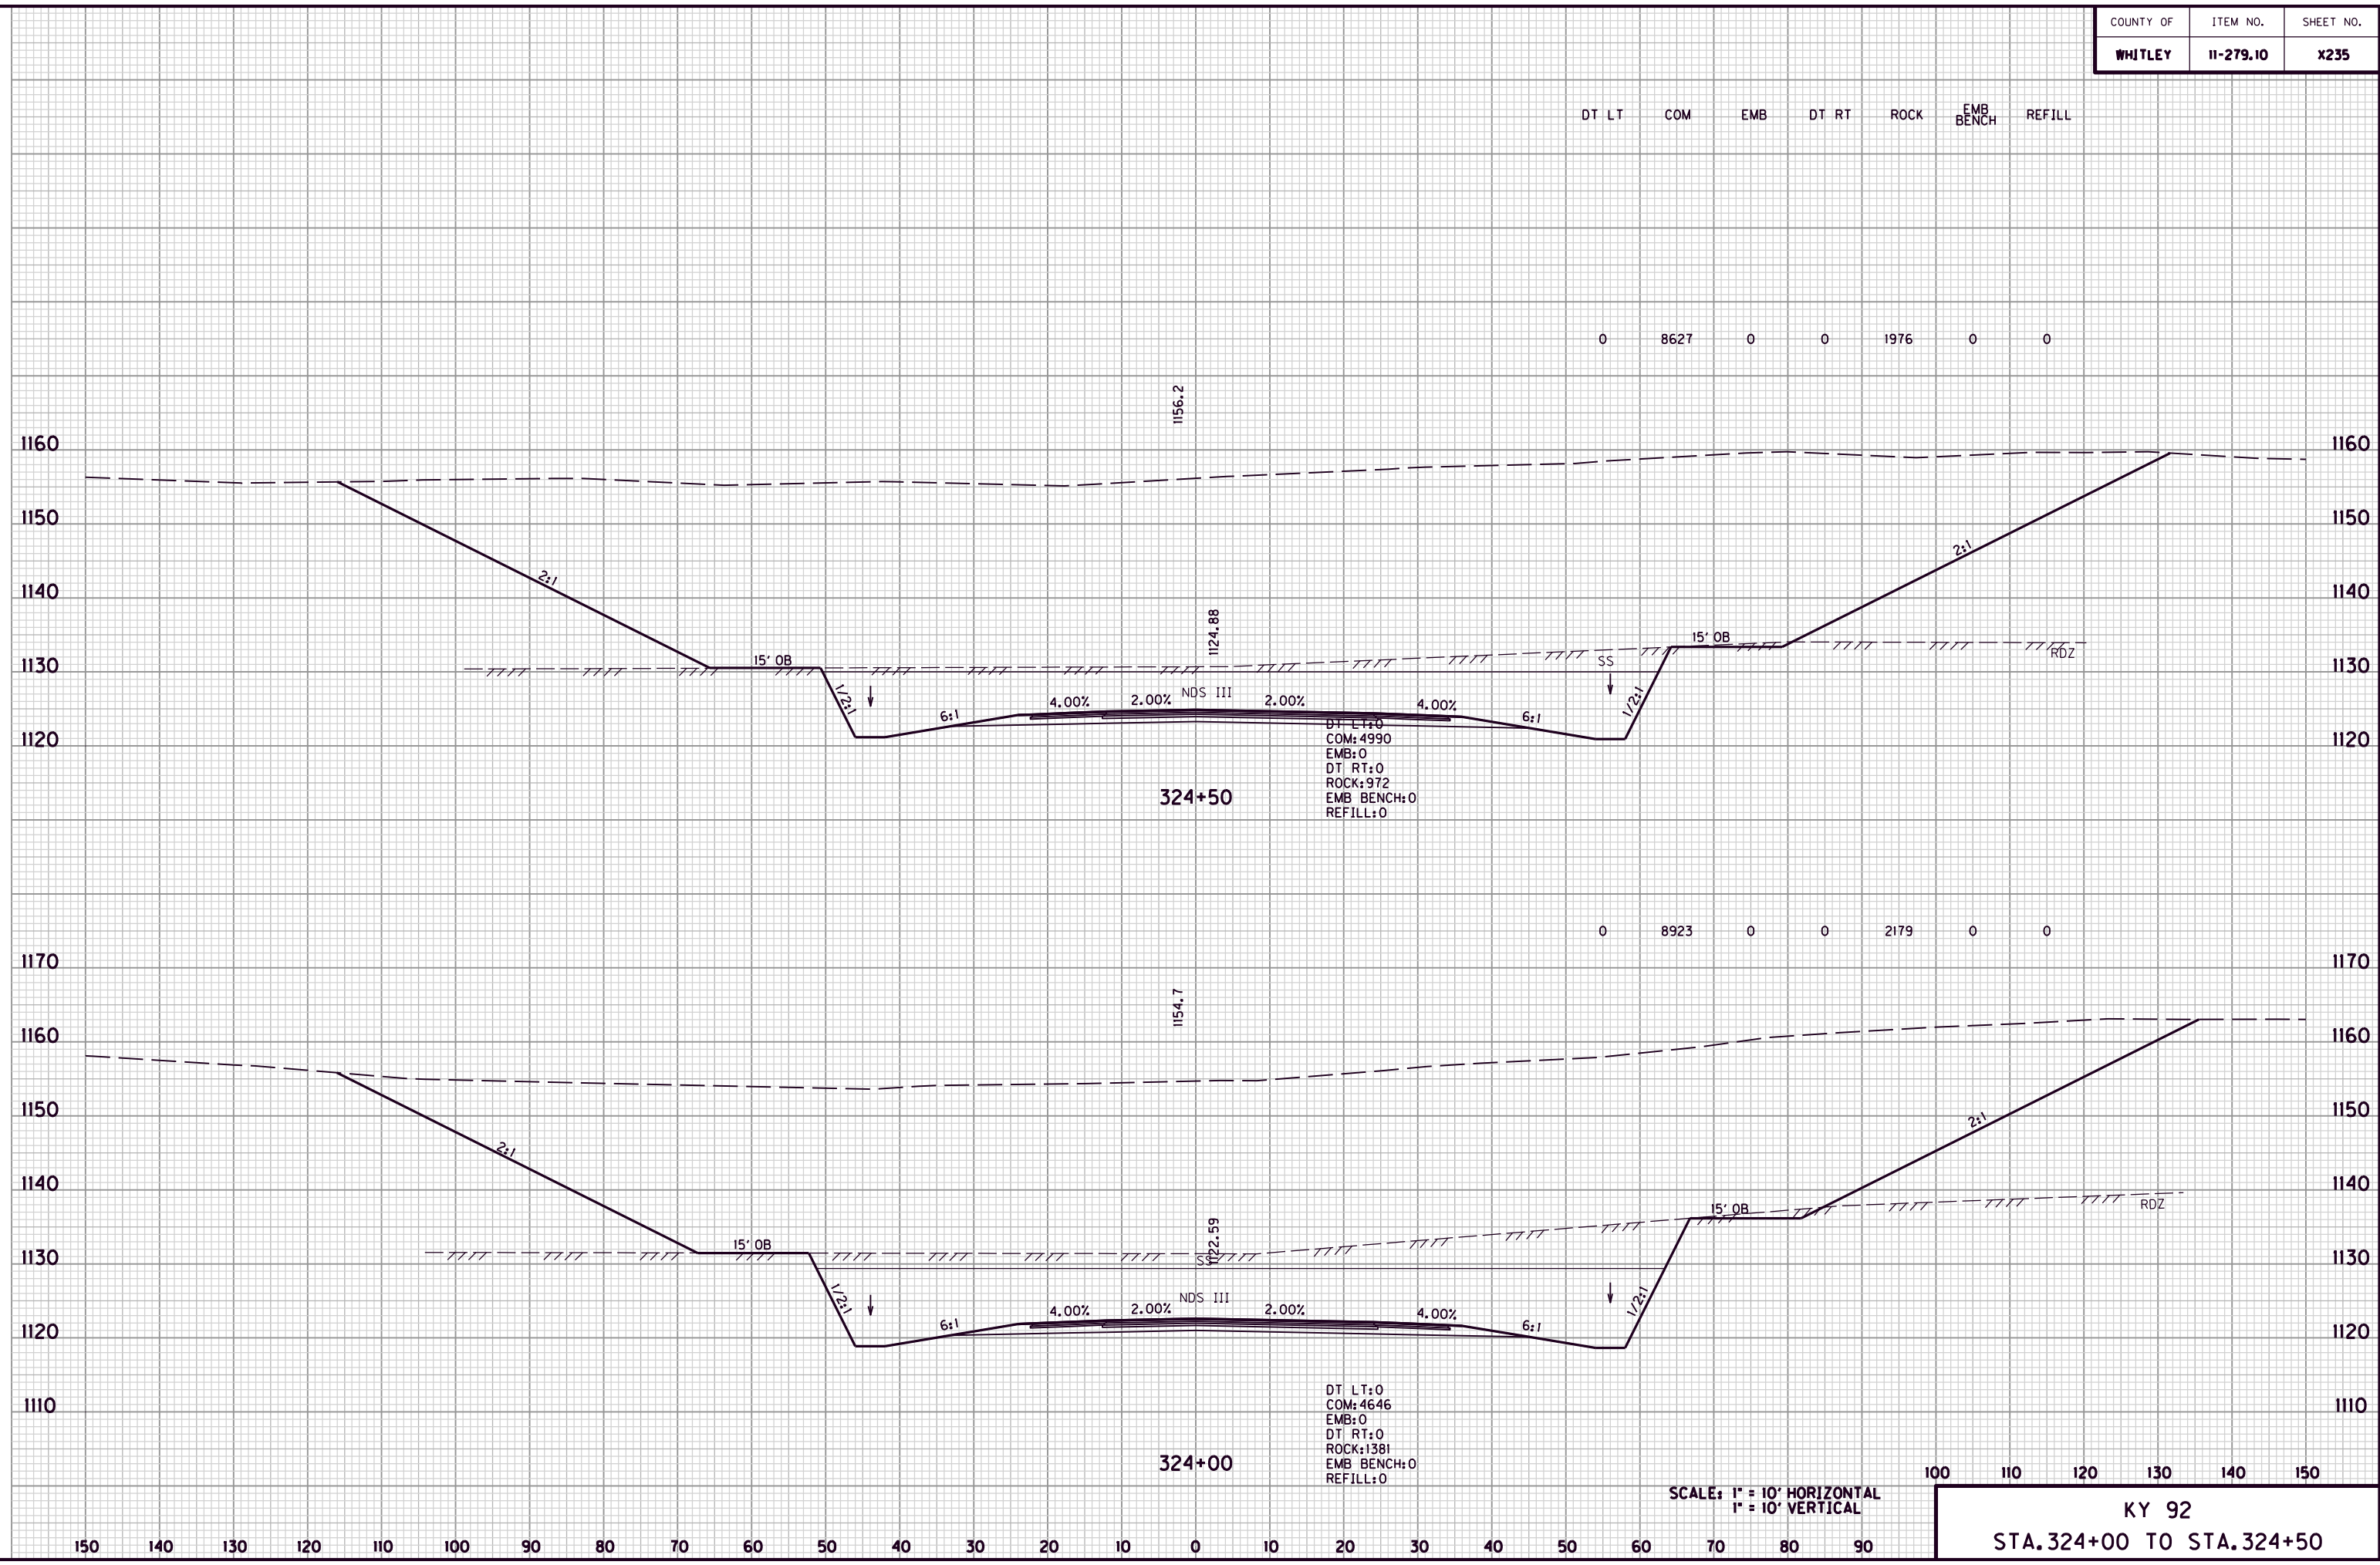 COUNTY OF ITEM NO. SHEET NO.
WHITLEY 11-279.10 X235
DT LT COM EMB DT RT ROCK EMB BENCH REFILL
0 8627 0 0 1976 0 0
1156.2
1160 1160
1150 1150
2:1 2:1
1140 1140
1124.88
15' OB 15' OB
1130 SS RDZ 1130
1/2:1 NDS III 1/2:1
6:1 4.00% 2.00% 2.00% 4.00% 6:1
1120 1120
DT LT:0
COM:4990
EMB:0
DT RT:0
ROCK:972
EMB BENCH:0
REFILL:0
324+50
0 8923 0 0 2179 0 0
1170 1170
1154.7
1160 1160
1150 1150
2:1 2:1
1140 1140
15' OB 15' OB RDZ
1122.59
1130 SS 1130
1/2:1 NDS III 1/2:1
6:1 4.00% 2.00% 2.00% 4.00% 6:1
1120 1120
1110 1110
DT LT:0
COM:4646
EMB:0
DT RT:0
ROCK:1381
EMB BENCH:0
REFILL:0
324+00
100 110 120 130 140 150
SCALE: 1" = 10' HORIZONTAL
1" = 10' VERTICAL
KY 92
STA.324+00 TO STA.324+50
150 140 130 120 110 100 90 80 70 60 50 40 30 20 10 0 10 20 30 40 50 60 70 80 90